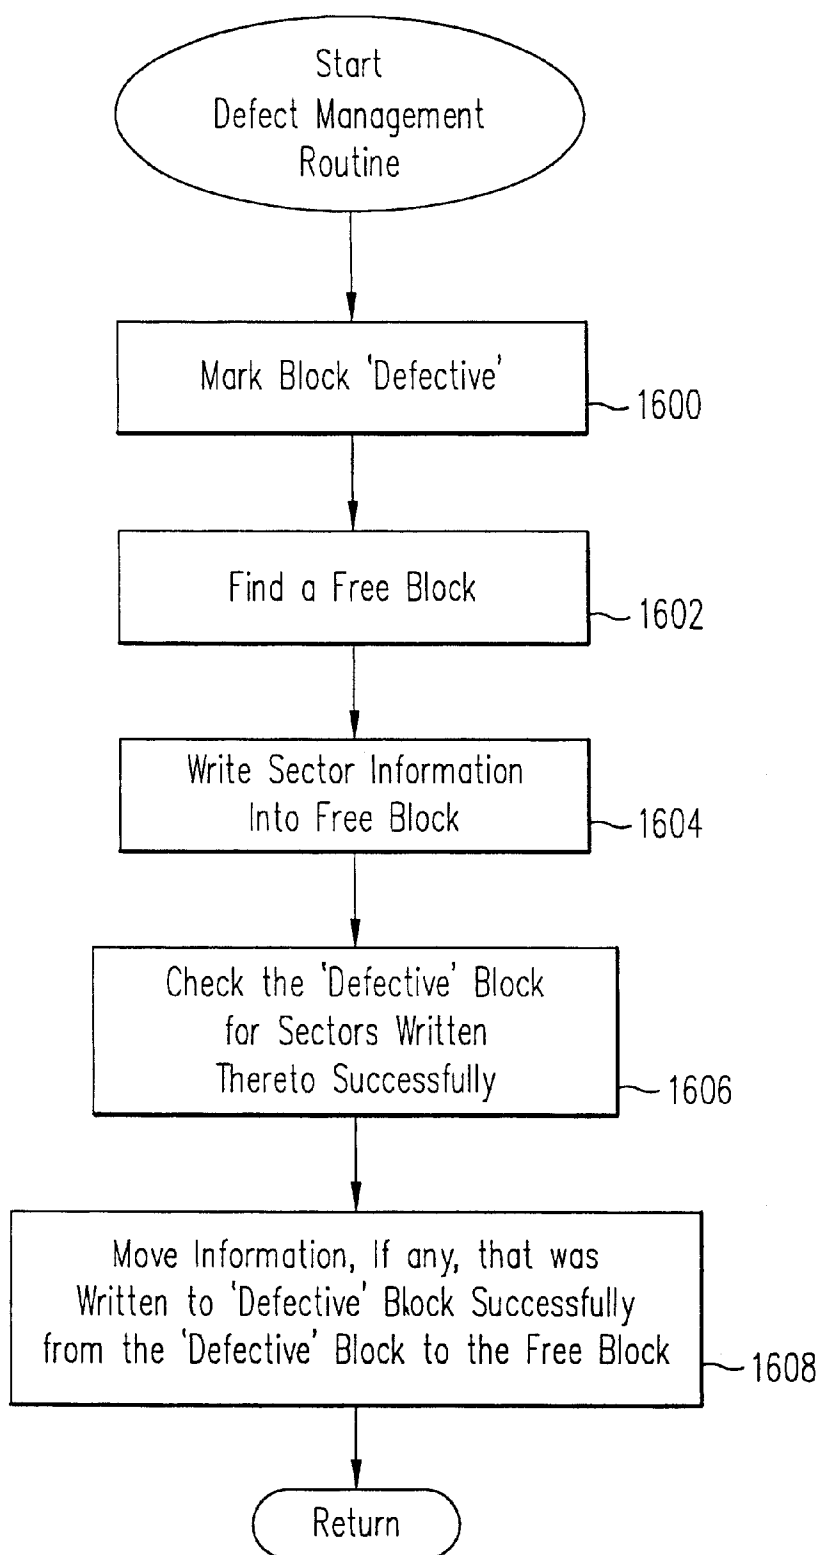 Start
Defect Management
Routine
Mark Block 'Defective'
1600
Find a Free Block
1602
Write Sector Information
Into Free Block
1604
Check the 'Defective' Block
for Sectors Written
Thereto Successfully
1606
Move Information, If any, that was
Written to 'Defective' Block Successfully
from the 'Defective' Block to the Free Block
1608
Return